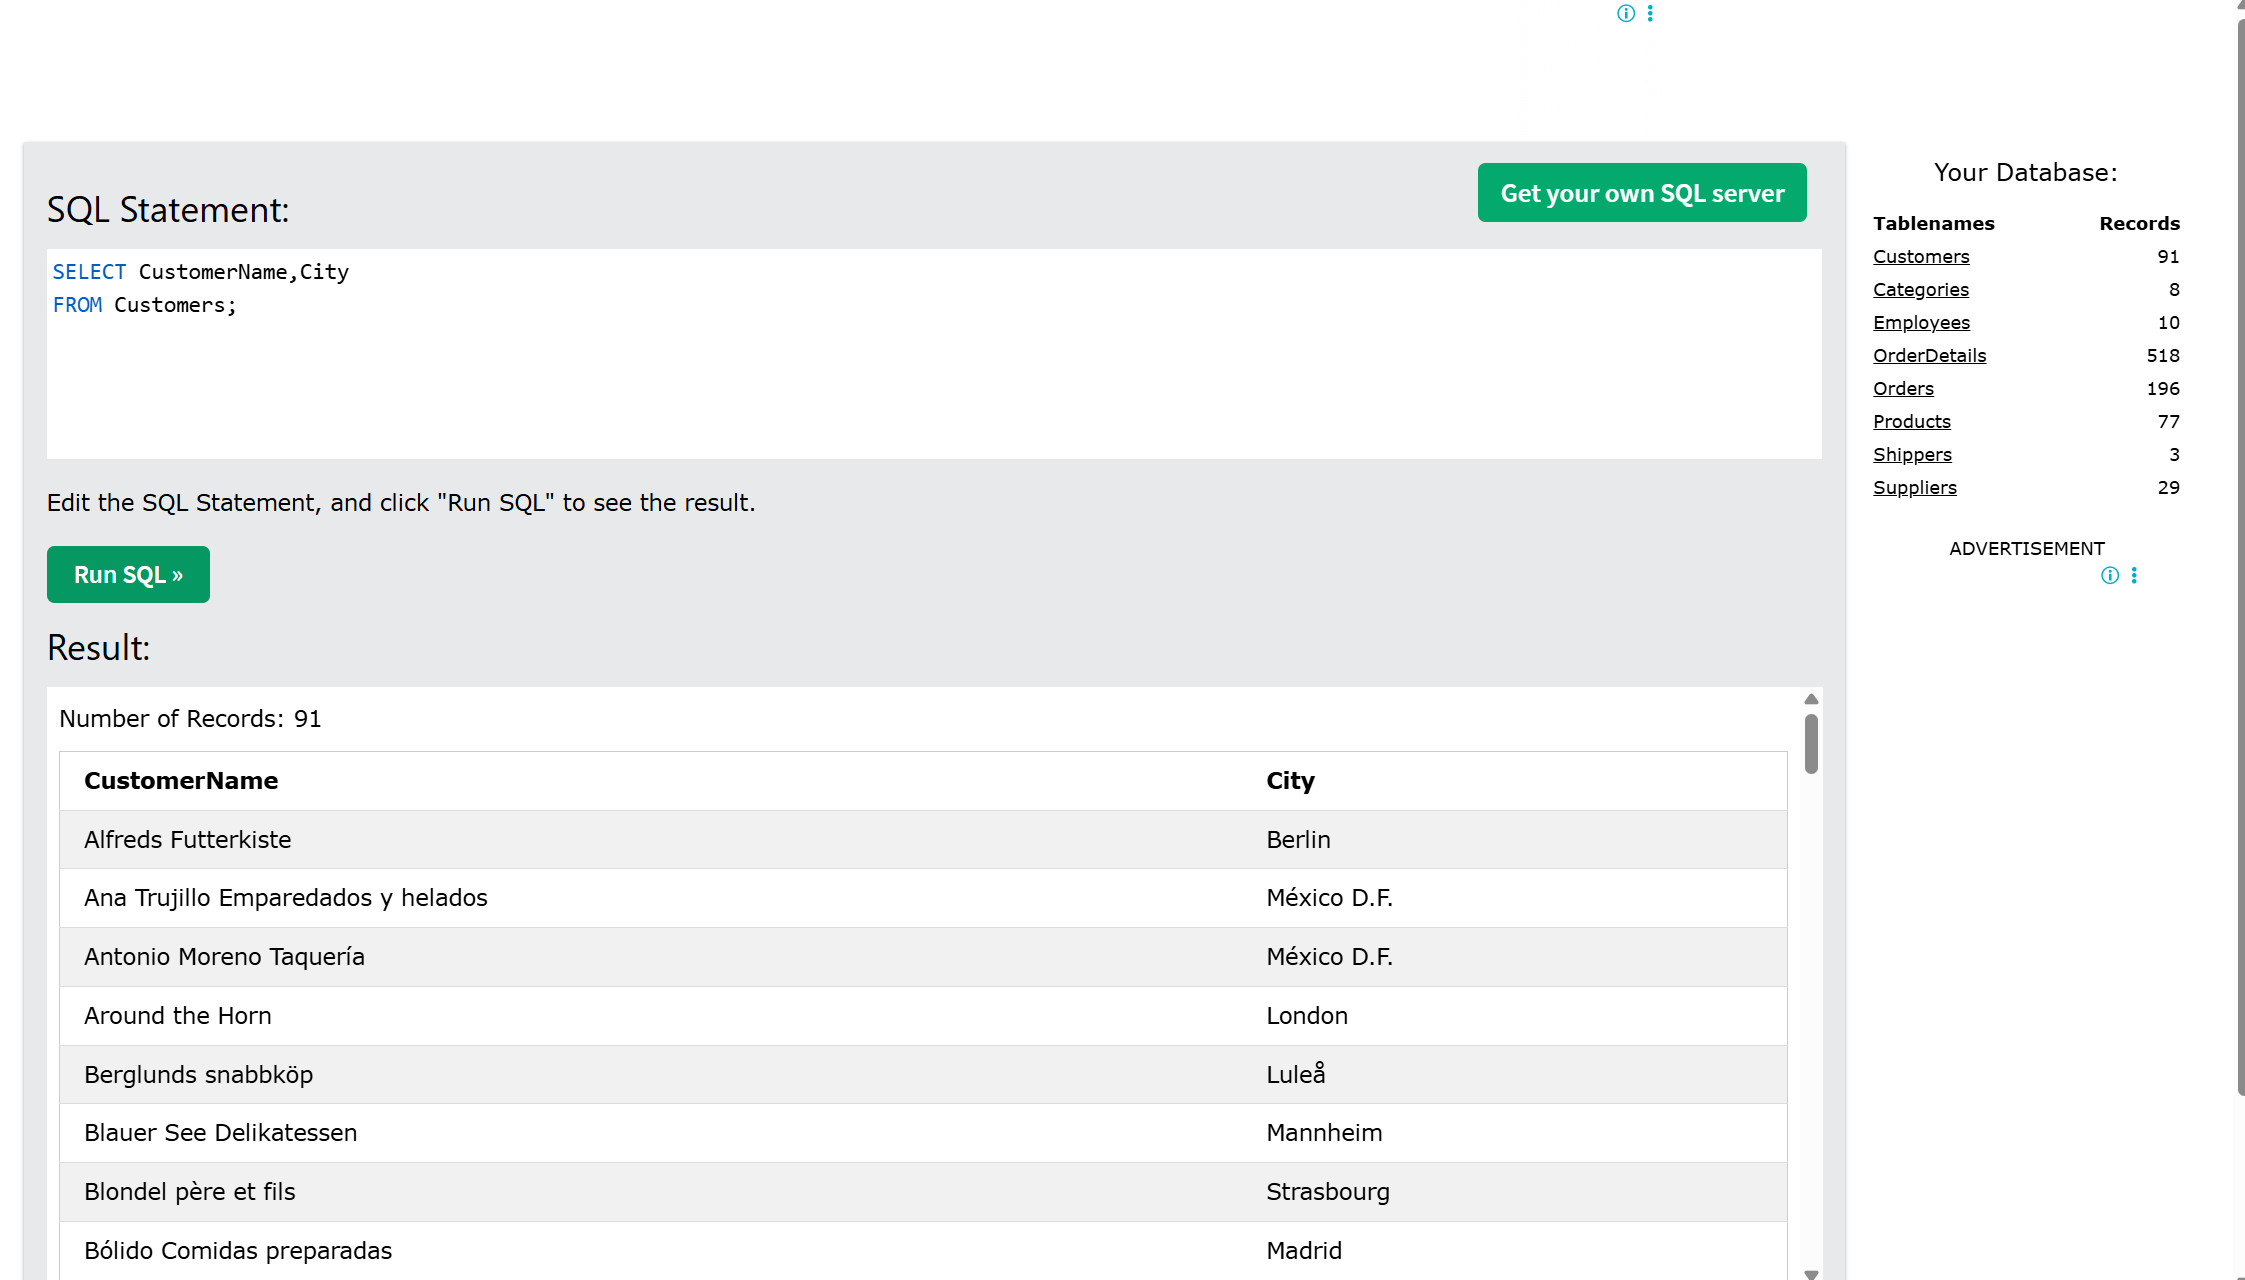 SQL Statement:
Get your own SQL server
SELECT CustomerName,City
FROM Customers;
Edit the SQL Statement, and click "Run SQL" to see the result.
Run SQL »
Result:
Number of Records: 91
CustomerName City
Alfreds Futterkiste Berlin
Ana Trujillo Emparedados y helados México D.F.
Antonio Moreno Taquería México D.F.
Around the Horn London
Berglunds snabbköp Luleå
Blauer See Delikatessen Mannheim
Blondel père et fils Strasbourg
Bólido Comidas preparadas Madrid
Your Database:
Tablenames Records
Customers 91
Categories 8
Employees 10
OrderDetails 518
Orders 196
Products 77
Shippers 3
Suppliers 29
ADVERTISEMENT